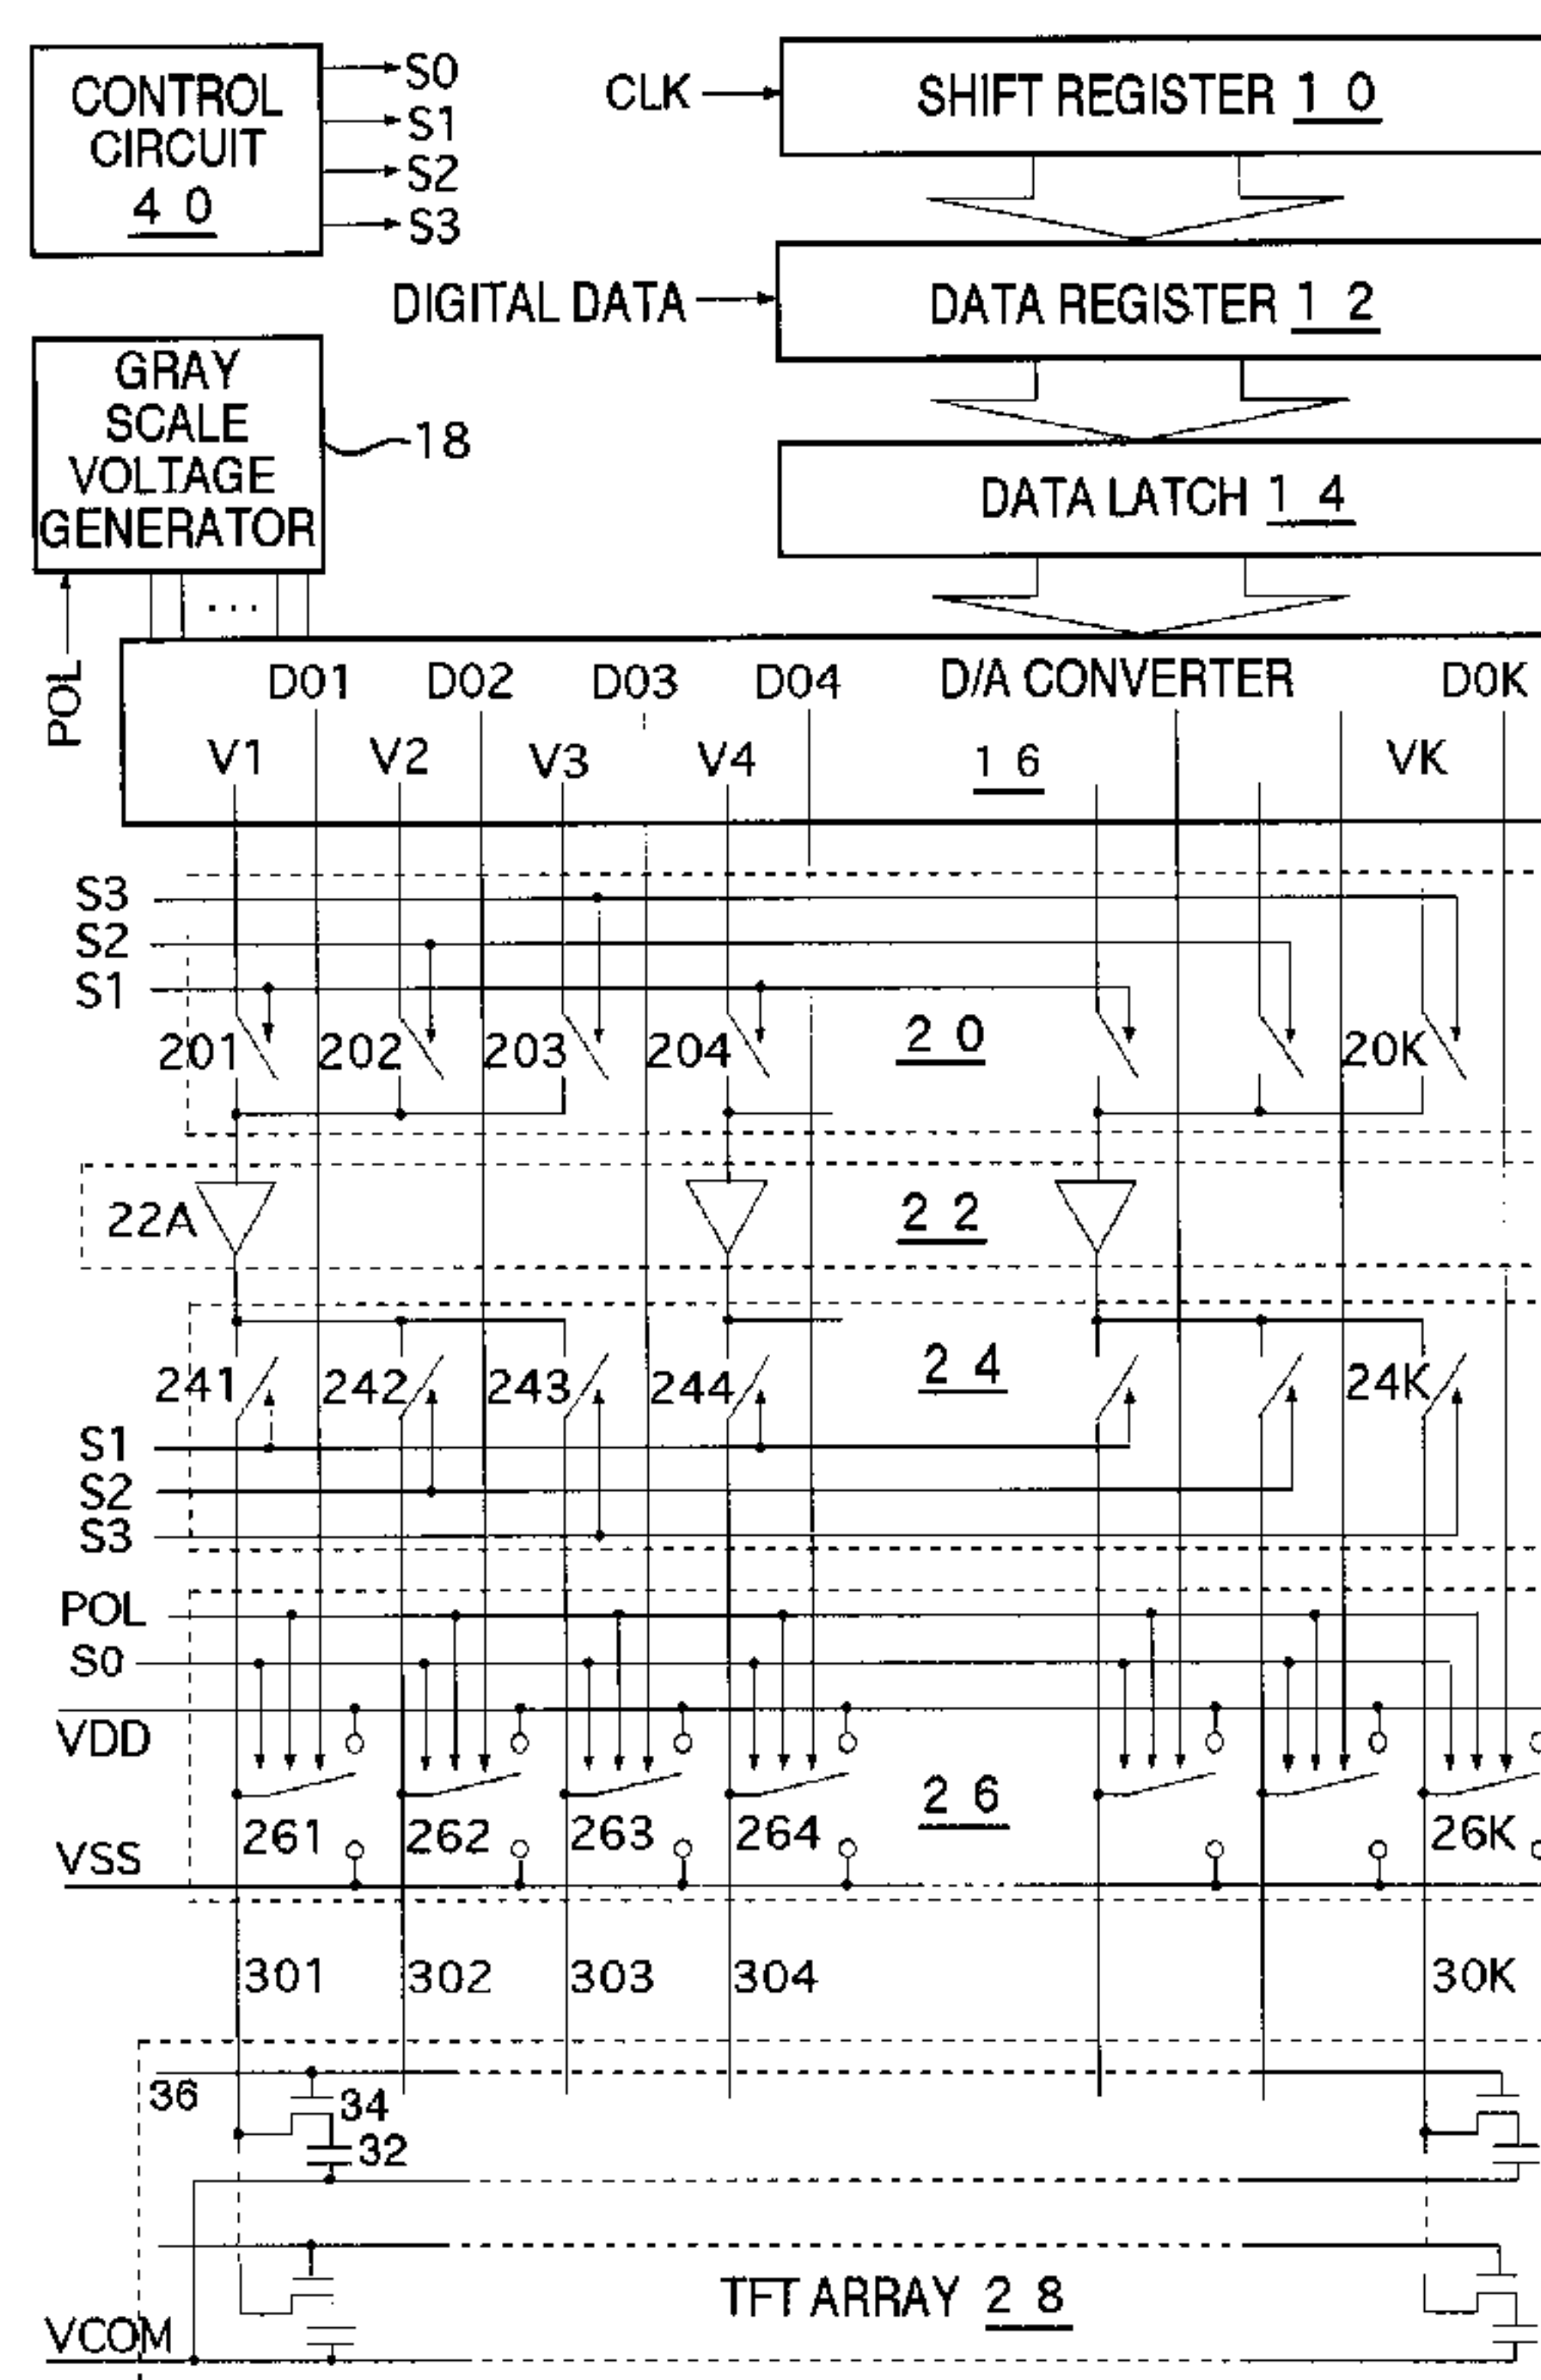 CONTROL
CIRCUIT
40
S0
S1
S2
S3
CLK
SHIFT REGISTER 10
DIGITAL DATA
DATA REGISTER 12
GRAY
SCALE
VOLTAGE
GENERATOR
18
DATA LATCH 14
POL
D01 D02 D03 D04 D/A CONVERTER D0K
V1 V2 V3 V4 16 VK
S3
S2
S1
201 202 203 204 20 20K
22A 22
241 242 243 244 24 24K
S1
S2
S3
POL
S0
VDD
26
261 262 263 264 26K
VSS
301 302 303 304 30K
36 34
32
TFT ARRAY 28
VCOM